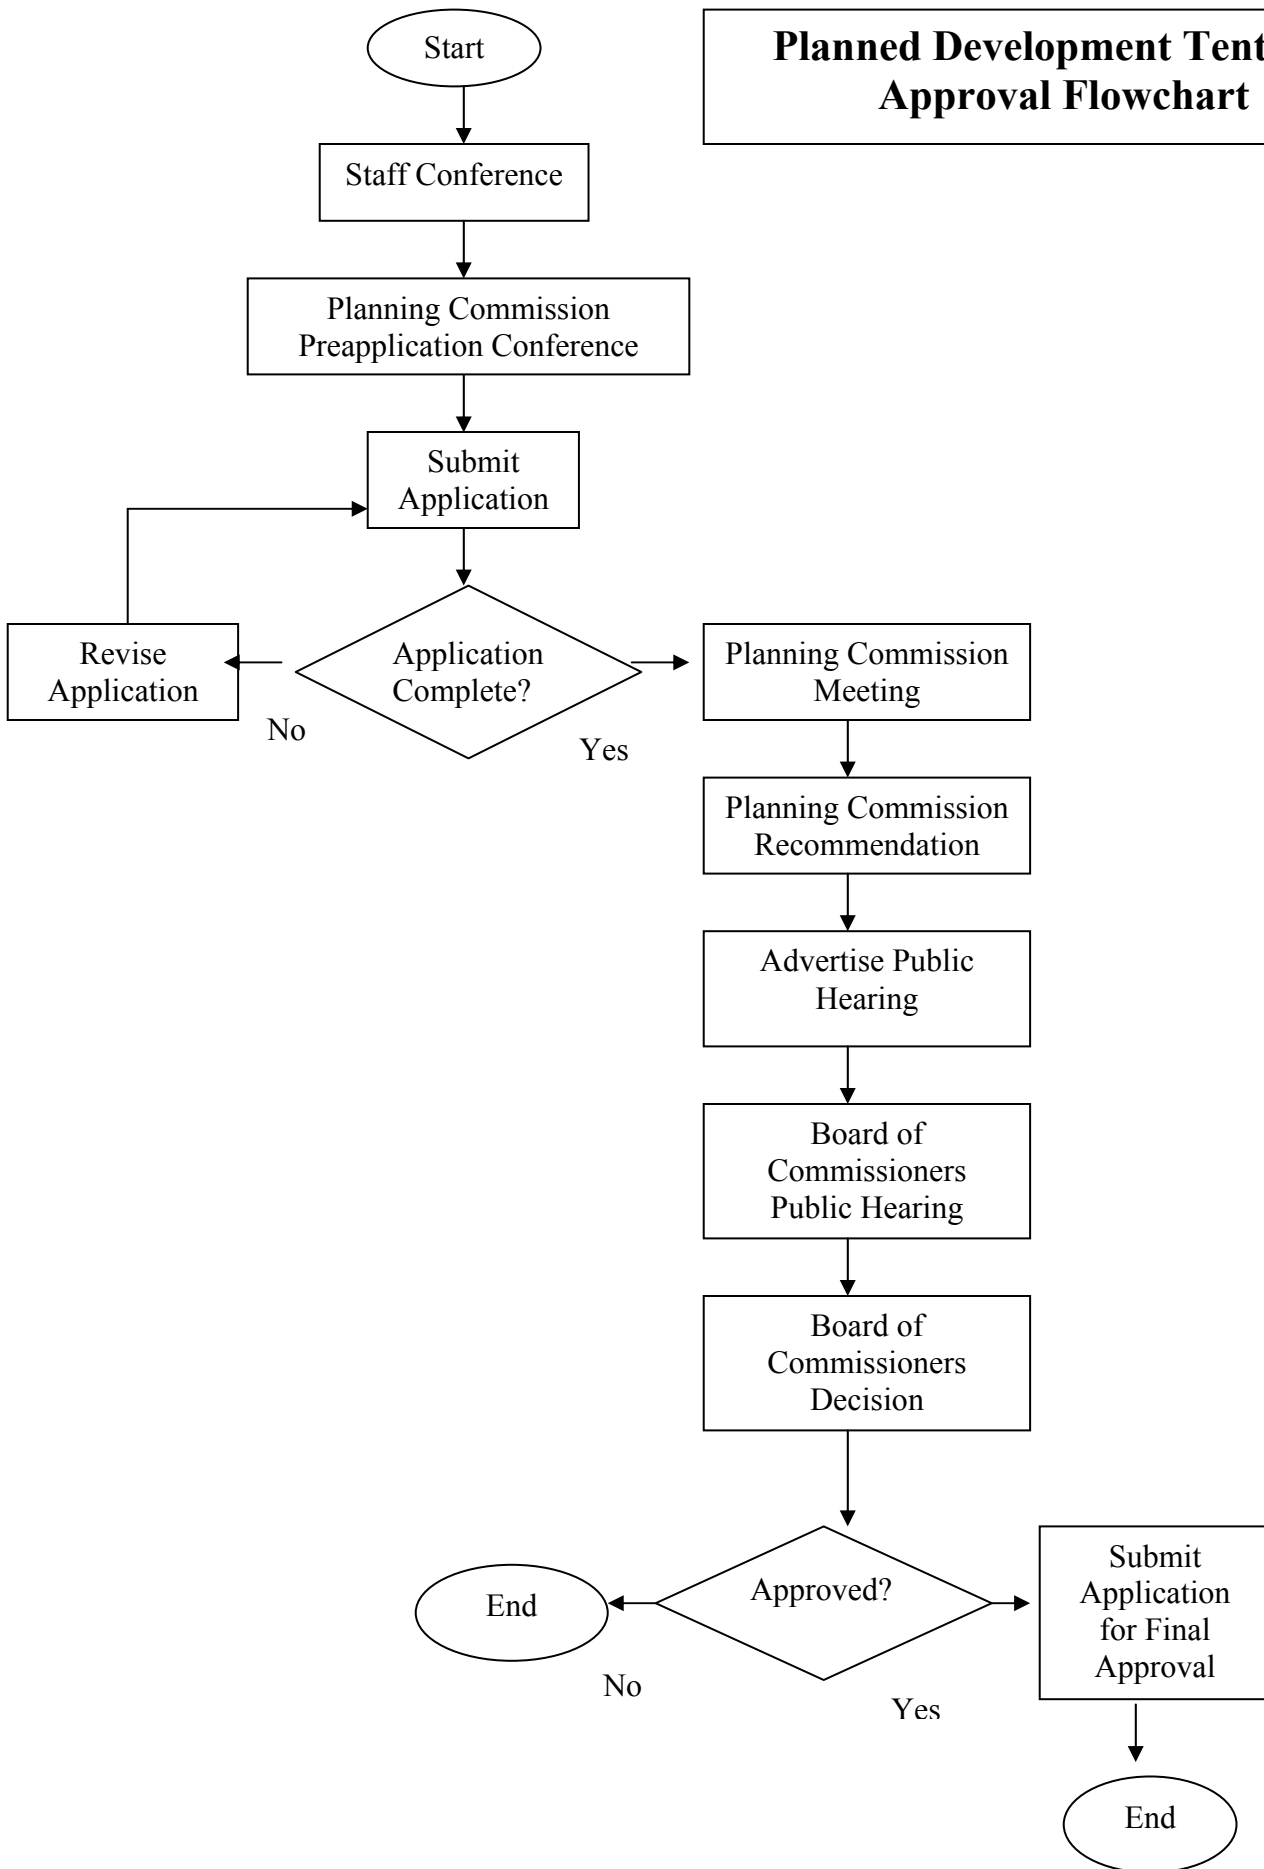 Start
Planned Development Tent
Approval Flowchart
Staff Conference
Planning Commission
Preapplication Conference
Submit
Application
Revise
Application
Application
Complete?
Planning Commission
Meeting
No
Yes
Planning Commission
Recommendation
Advertise Public
Hearing
Board of
Commissioners
Public Hearing
Board of
Commissioners
Decision
End
Approved?
Submit
Application
for Final
Approval
No
Yes
End